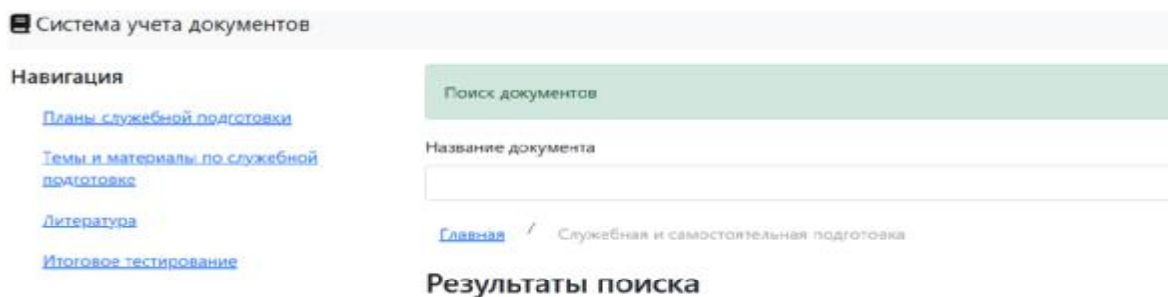 Система учета документов
Навигация
Планы служебной подготовки
Темы и материалы по служебной
подготовке
Литература
Итоговое тестирование
Поиск документов
Название документа
Главная / Служебная и самостоятельная подготовка
Результаты поиска